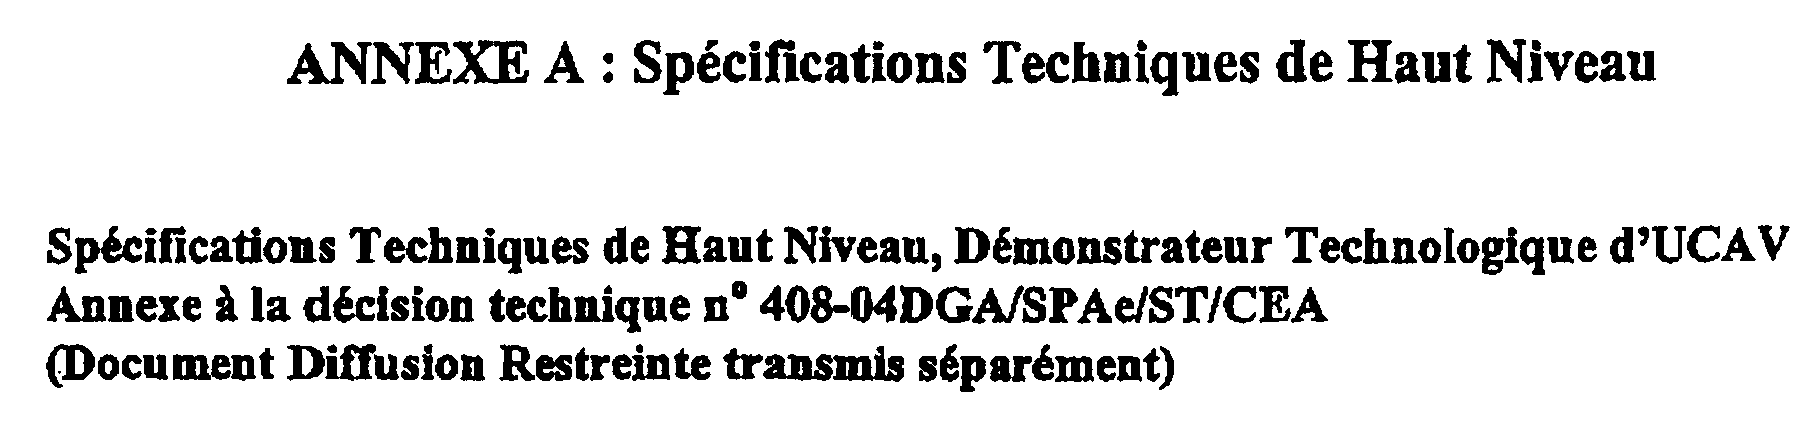 ANNEXE A : Spécifications Techniques de Haut Niveau
Spécifications Techniques de Haut Niveau, Démonstrateur Technologique d'UCAV
Annexe à la décision technique n° 408-04DGA/SPAe/ST/CEA
(Document Diffusion Restreinte transmis séparément)